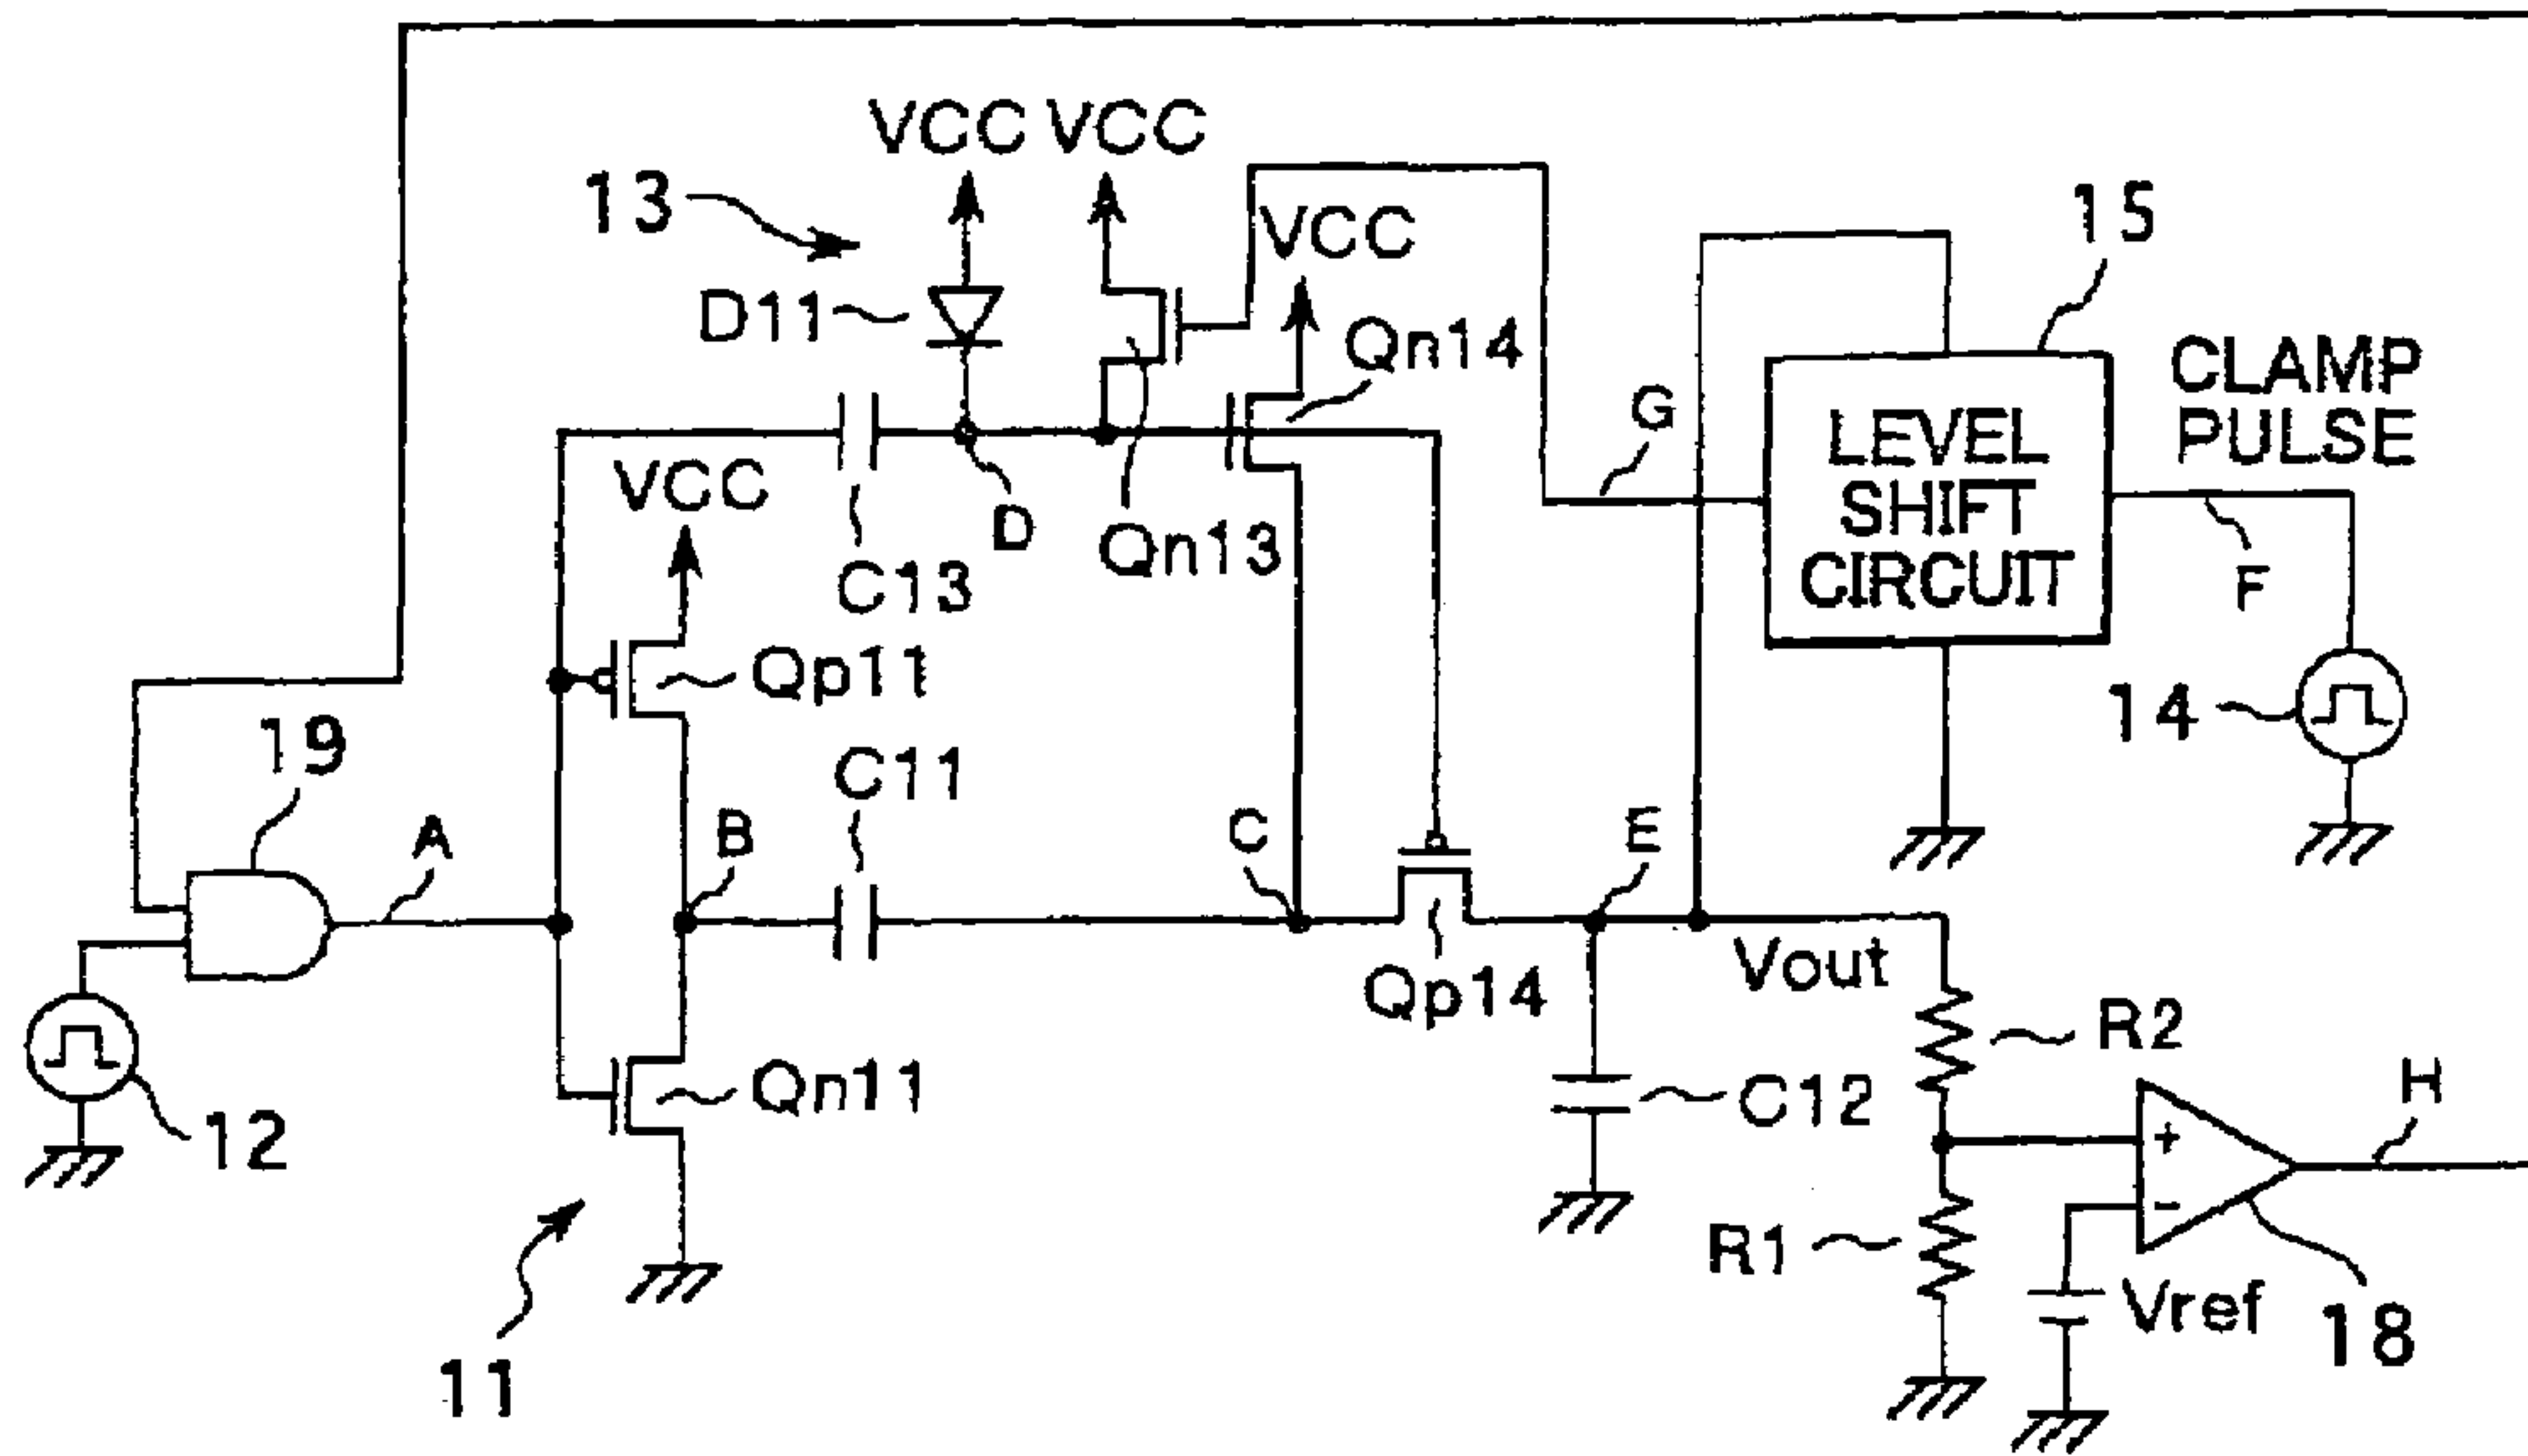 VCC VCC
13
VCC
15
D11
Qn14
CLAMP
PULSE
G
LEVEL
SHIFT
CIRCUIT
VCC
D
Qn13
C13
F
Qp11
14
19
C11
A
B
C
E
Vout
Qp14
R2
12
Qn11
C12
H
+
-
R1
Vref
18
11